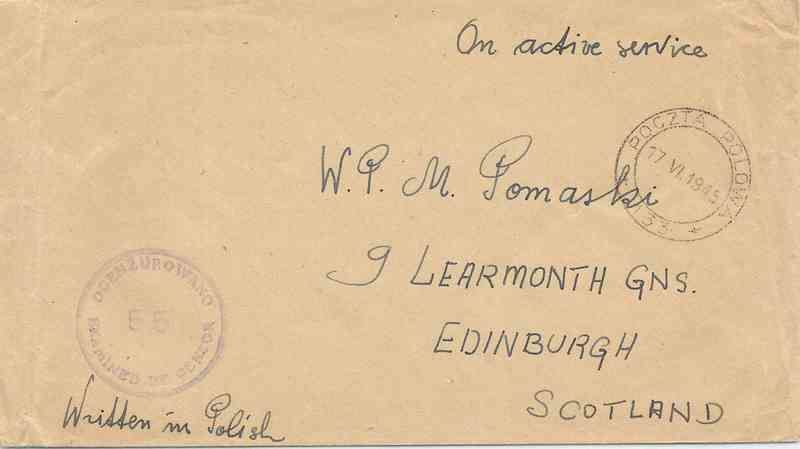 On active service
POCZTA POLOWA
17 VI. 1945
133 *
W.P. M. Pomaski
9 LEARMONTH GNS.
EDINBURGH
SCOTLAND
OCENZUROWANO
55
EXAMINED BY CENSOR
Written in Polish